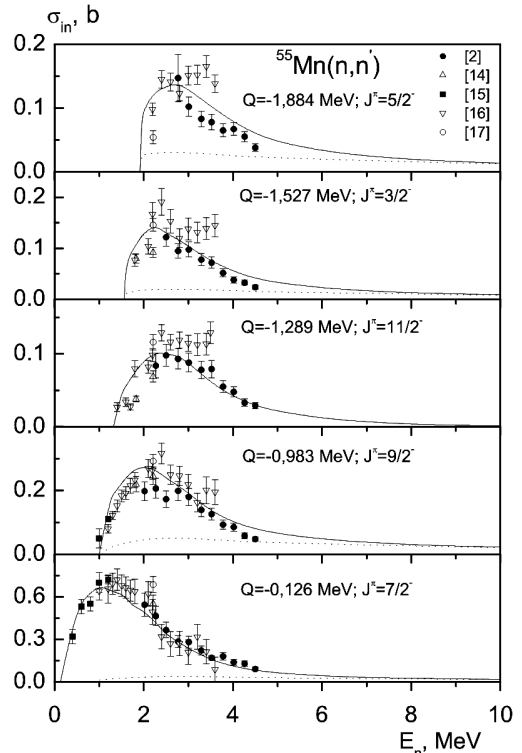 σin, b
55Mn(n,n')
[2]
[14]
[15]
[16]
[17]
Q=-1,884 MeV; Jπ=5/2-
0.2
0.1
0.0
Q=-1,527 MeV; Jπ=3/2-
0.2
0.1
0.0
Q=-1,289 MeV; Jπ=11/2-
0.1
0.0
Q=-0,983 MeV; Jπ=9/2-
0.4
0.2
0.0
Q=-0,126 MeV; Jπ=7/2-
0.6
0.3
0.0
0 2 4 6 8 10
En, MeV